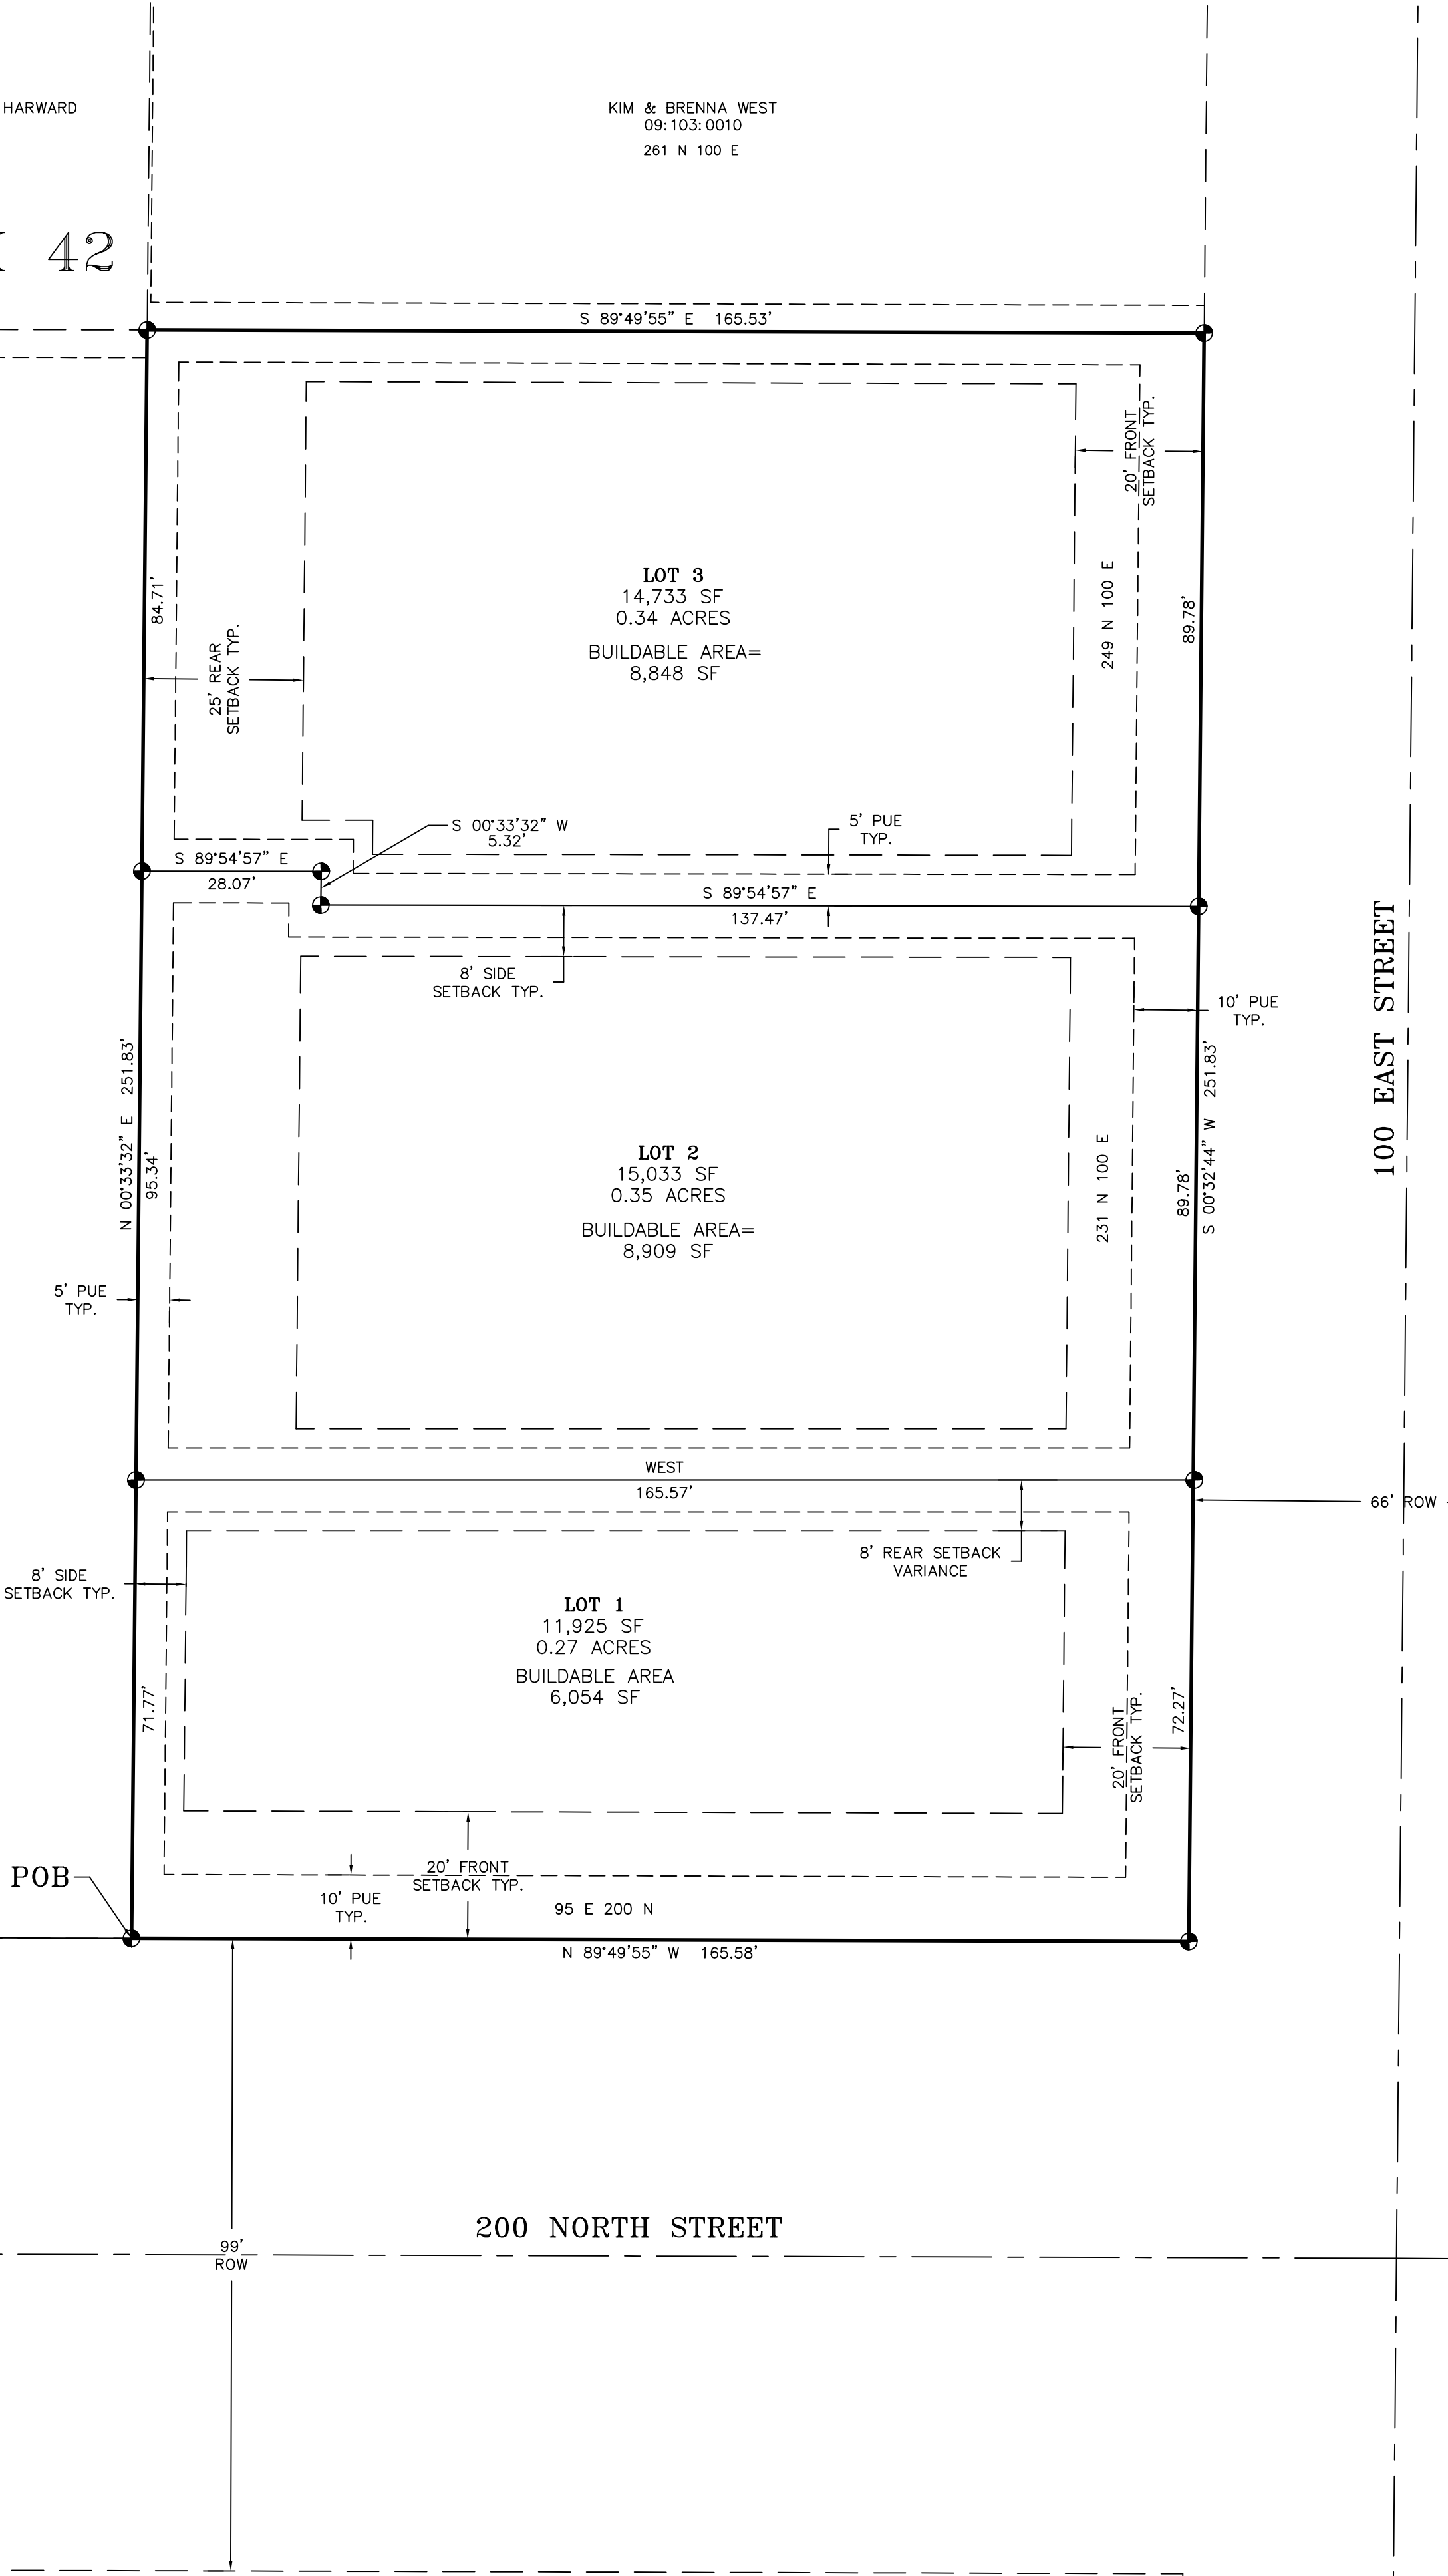 HARWARD
KIM & BRENNA WEST
09:103:0010
261 N 100 E
42
S 89°49'55" E 165.53'
20' FRONT
SETBACK TYP.
LOT 3
14,733 SF
0.34 ACRES
BUILDABLE AREA=
8,848 SF
84.71'
25' REAR
SETBACK TYP.
249 N 100 E
89.78'
S 00°33'32" W
5.32'
5' PUE
TYP.
S 89°54'57" E
28.07'
S 89°54'57" E
137.47'
8' SIDE
SETBACK TYP.
10' PUE
TYP.
100 EAST STREET
N 00°33'32" E 251.83'
95.34'
LOT 2
15,033 SF
0.35 ACRES
BUILDABLE AREA=
8,909 SF
231 N 100 E
89.78'
S 00°32'44" W 251.83'
5' PUE
TYP.
WEST
165.57'
66' ROW
8' REAR SETBACK
VARIANCE
8' SIDE
SETBACK TYP.
LOT 1
11,925 SF
0.27 ACRES
BUILDABLE AREA
6,054 SF
71.77'
72.27'
20' FRONT
SETBACK TYP.
POB
20' FRONT
SETBACK TYP.
10' PUE
TYP.
95 E 200 N
N 89°49'55" W 165.58'
200 NORTH STREET
99'
ROW